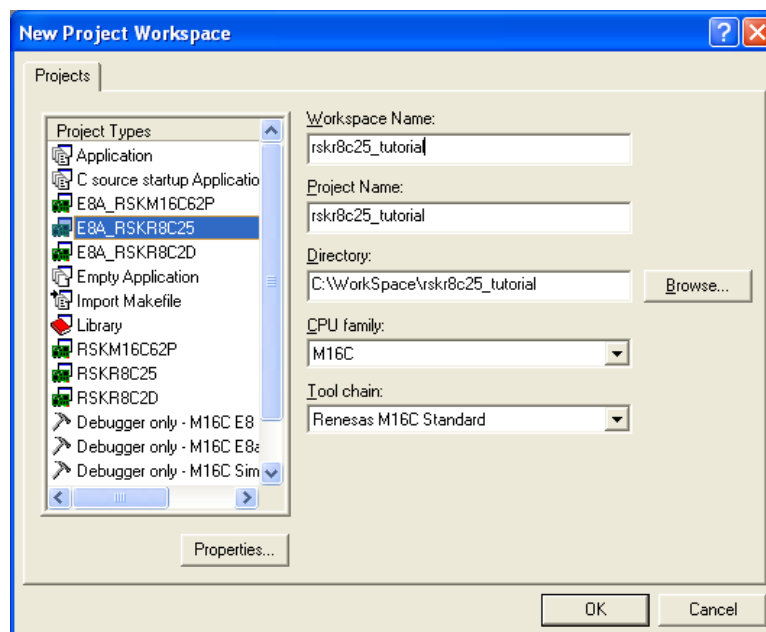 New Project Workspace
Projects
Project Types
Application
C source startup Applicatio
E8A_RSKM16C62P
E8A_RSKR8C25
E8A_RSKR8C2D
Empty Application
Import Makefile
Library
RSKM16C62P
RSKR8C25
RSKR8C2D
Debugger only - M16C E8
Debugger only - M16C E8a
Debugger only - M16C Sim
Properties...
Workspace Name:
rskr8c25_tutorial
Project Name:
rskr8c25_tutorial
Directory:
C:\WorkSpace\rskr8c25_tutorial
Browse...
CPU family:
M16C
Tool chain:
Renesas M16C Standard
OK
Cancel